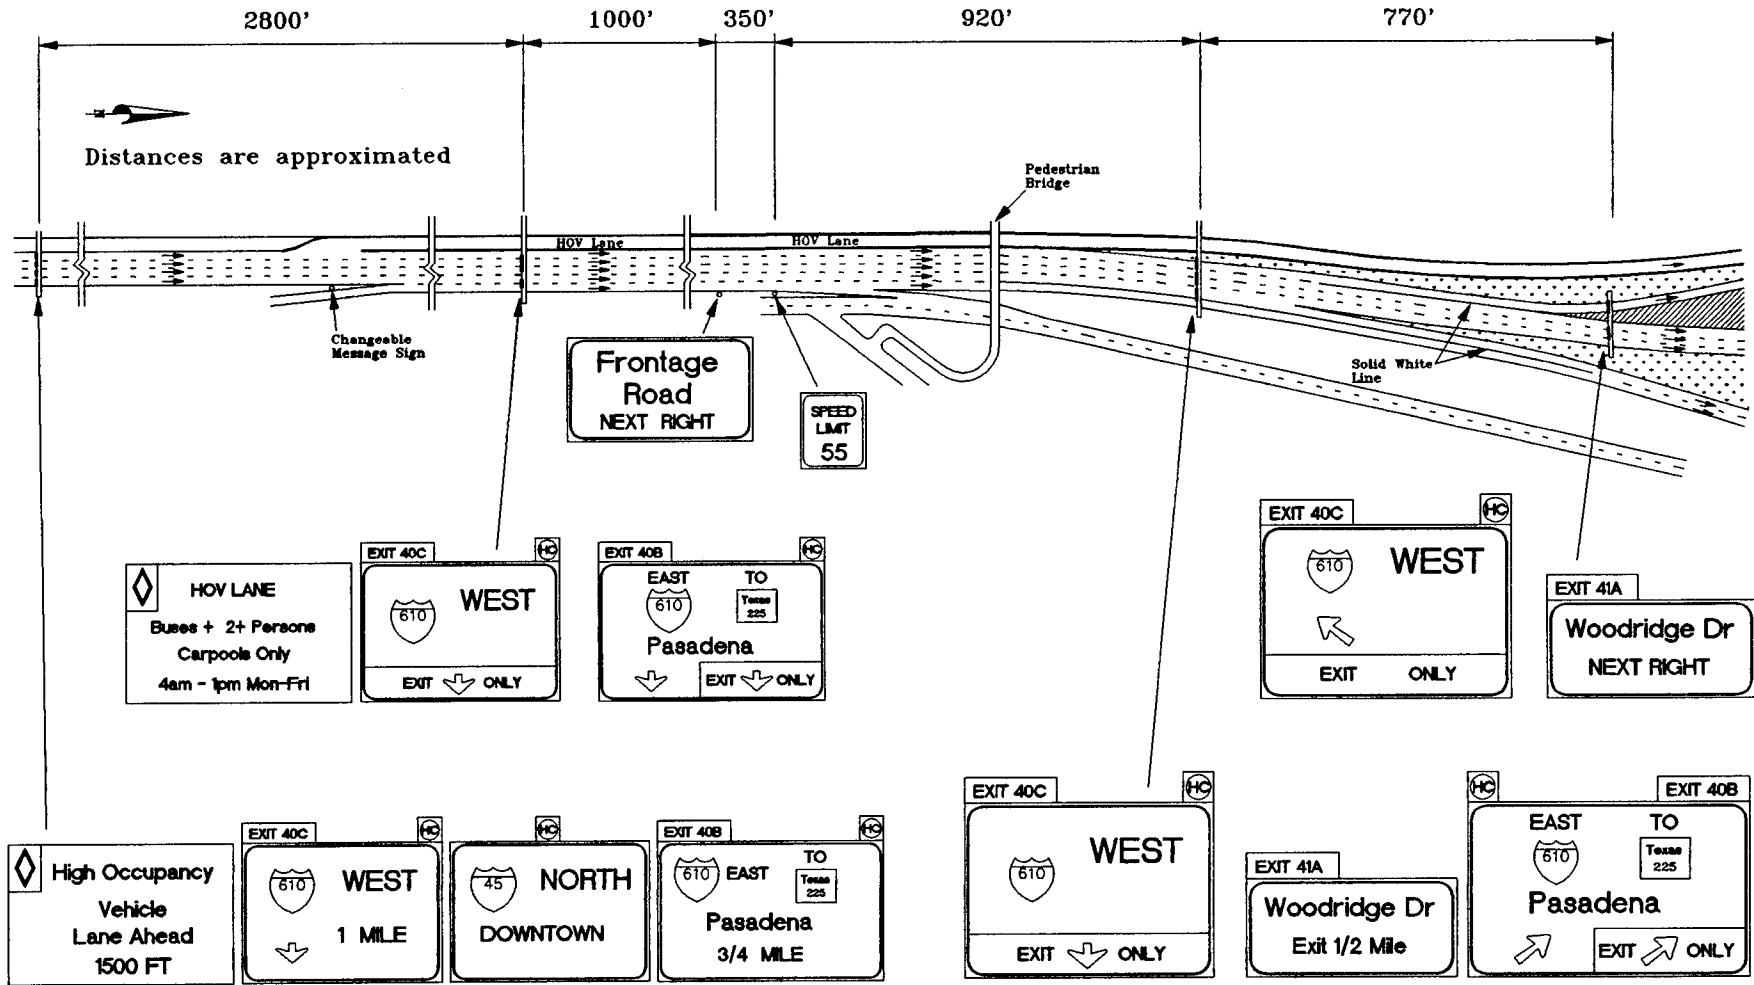 2800'
1000'
350'
920'
770'
Distances are approximated
Pedestrian
Bridge
HOV Lane
HOV Lane
Changeable
Message Sign
Solid White
Line
Frontage
Road
NEXT RIGHT
SPEED
LIMIT
55
HOV LANE
Buses + 2+ Persons
Carpools Only
4am - 1pm Mon-Fri
EXIT 40C
HC
610
WEST
EXIT ONLY
EXIT 40B
HC
EAST TO
610
Texas
225
Pasadena
EXIT ONLY
EXIT 40C
HC
610
WEST
EXIT ONLY
EXIT 41A
Woodridge Dr
NEXT RIGHT
High Occupancy
Vehicle
Lane Ahead
1500 FT
EXIT 40C
HC
610
WEST
1 MILE
HC
45
NORTH
DOWNTOWN
EXIT 40B
HC
610
EAST
TO
Texas
225
Pasadena
3/4 MILE
EXIT 40C
HC
610
WEST
EXIT ONLY
EXIT 41A
Woodridge Dr
Exit 1/2 Mile
HC
EXIT 40B
EAST TO
610
Texas
225
Pasadena
EXIT ONLY